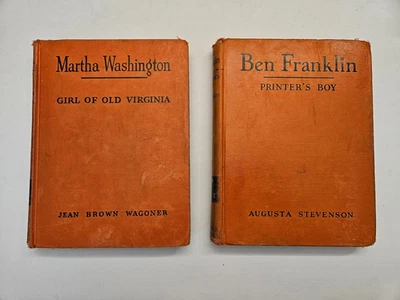 Martha Washington
GIRL OF OLD VIRGINIA
JEAN BROWN WAGONER
Ben Franklin
PRINTER'S BOY
AUGUSTA STEVENSON